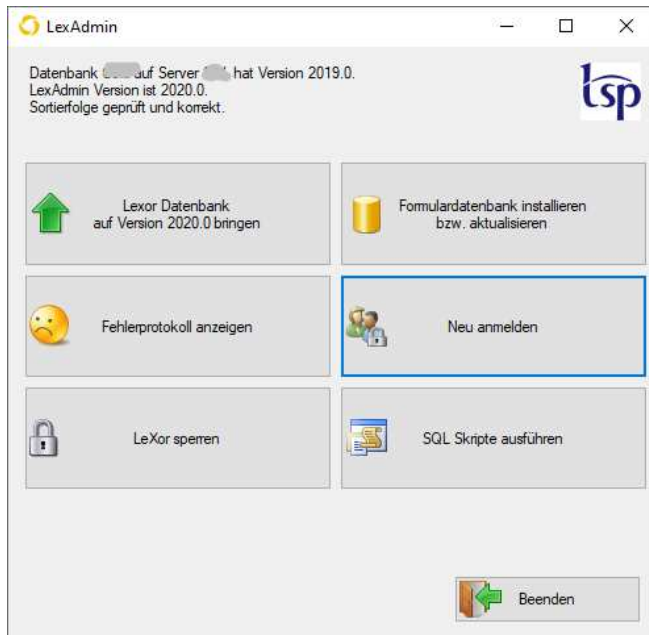 LexAdmin
Datenbank auf Server hat Version 2019.0.
LexAdmin Version ist 2020.0.
Sortierfolge geprüft und korrekt.
tsp
Lexor Datenbank
auf Version 2020.0 bringen
Formulardatenbank installieren
bzw. aktualisieren
Fehlerprotokoll anzeigen
Neu anmelden
LeXor sperren
SQL Skripte ausführen
Beenden